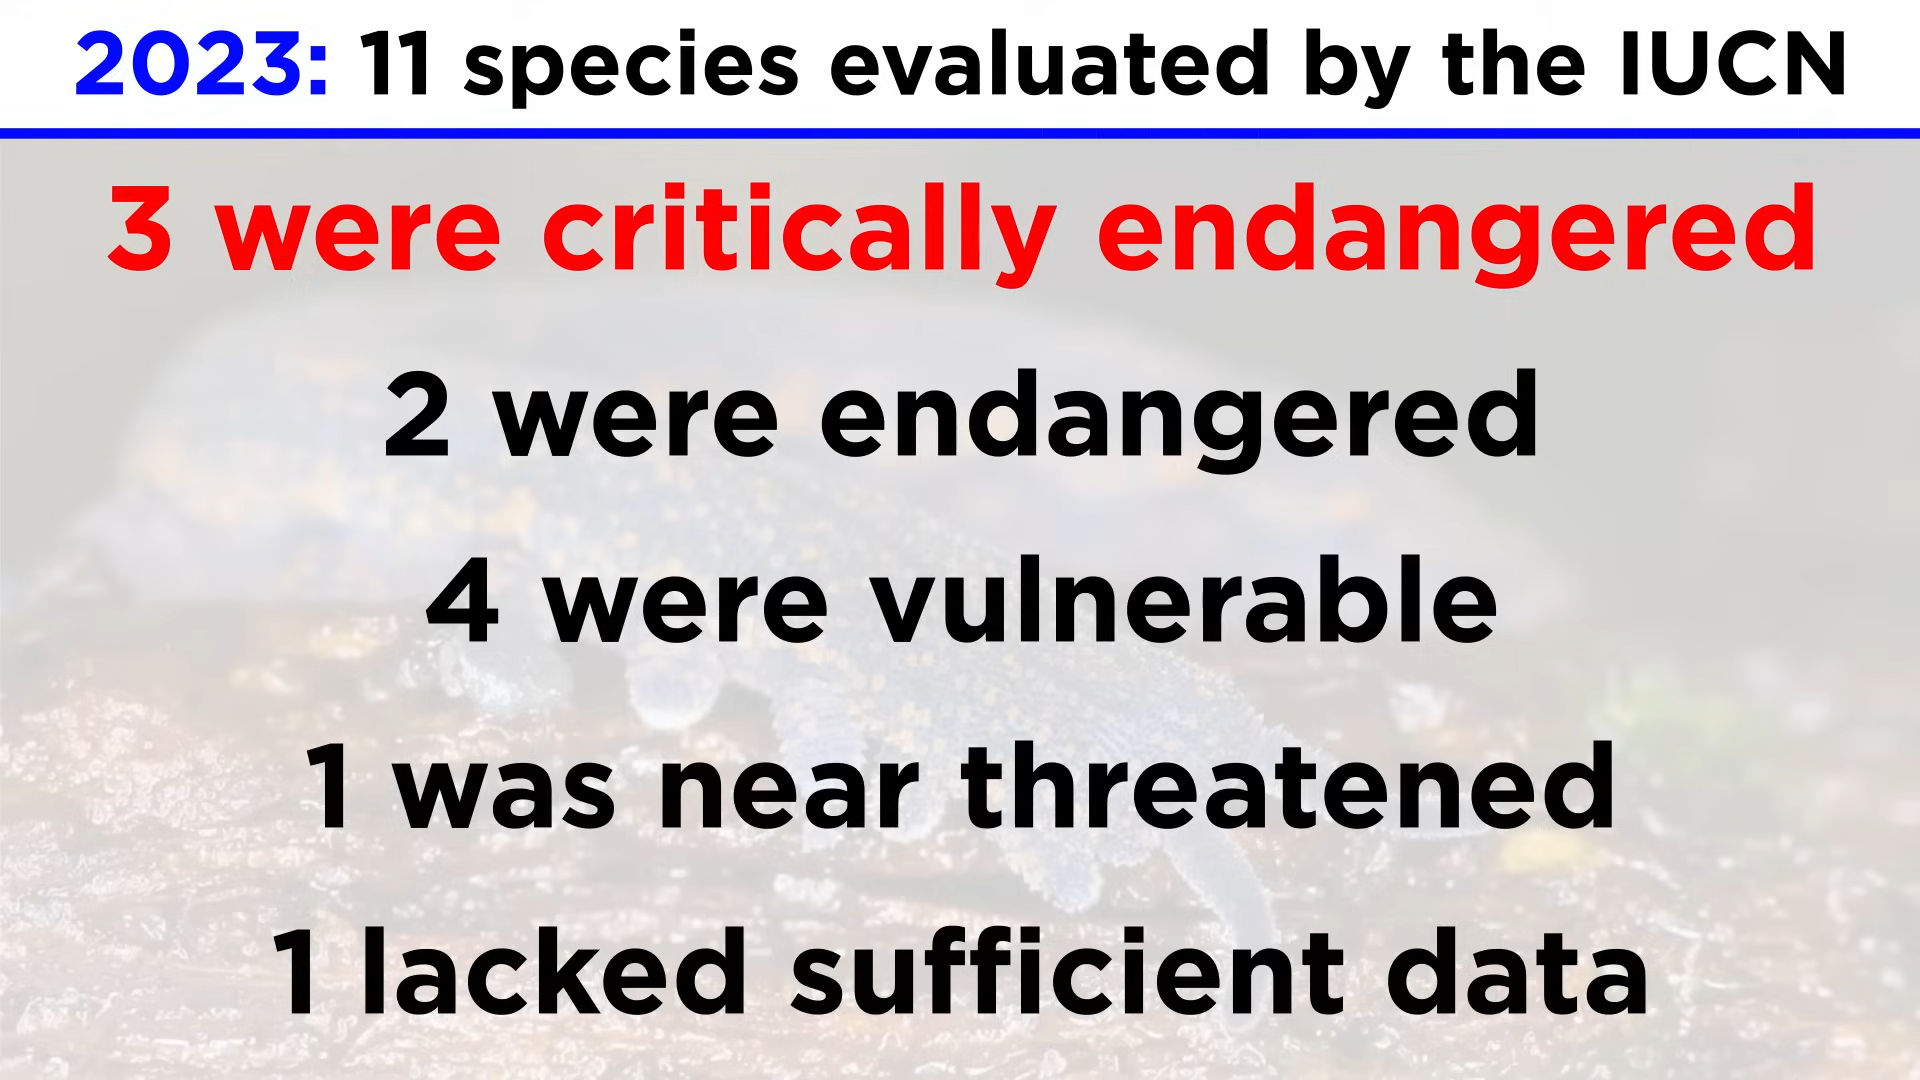 2023: 11 species evaluated by the IUCN
3 were critically endangered
2 were endangered
4 were vulnerable
1 was near threatened
1 lacked sufficient data